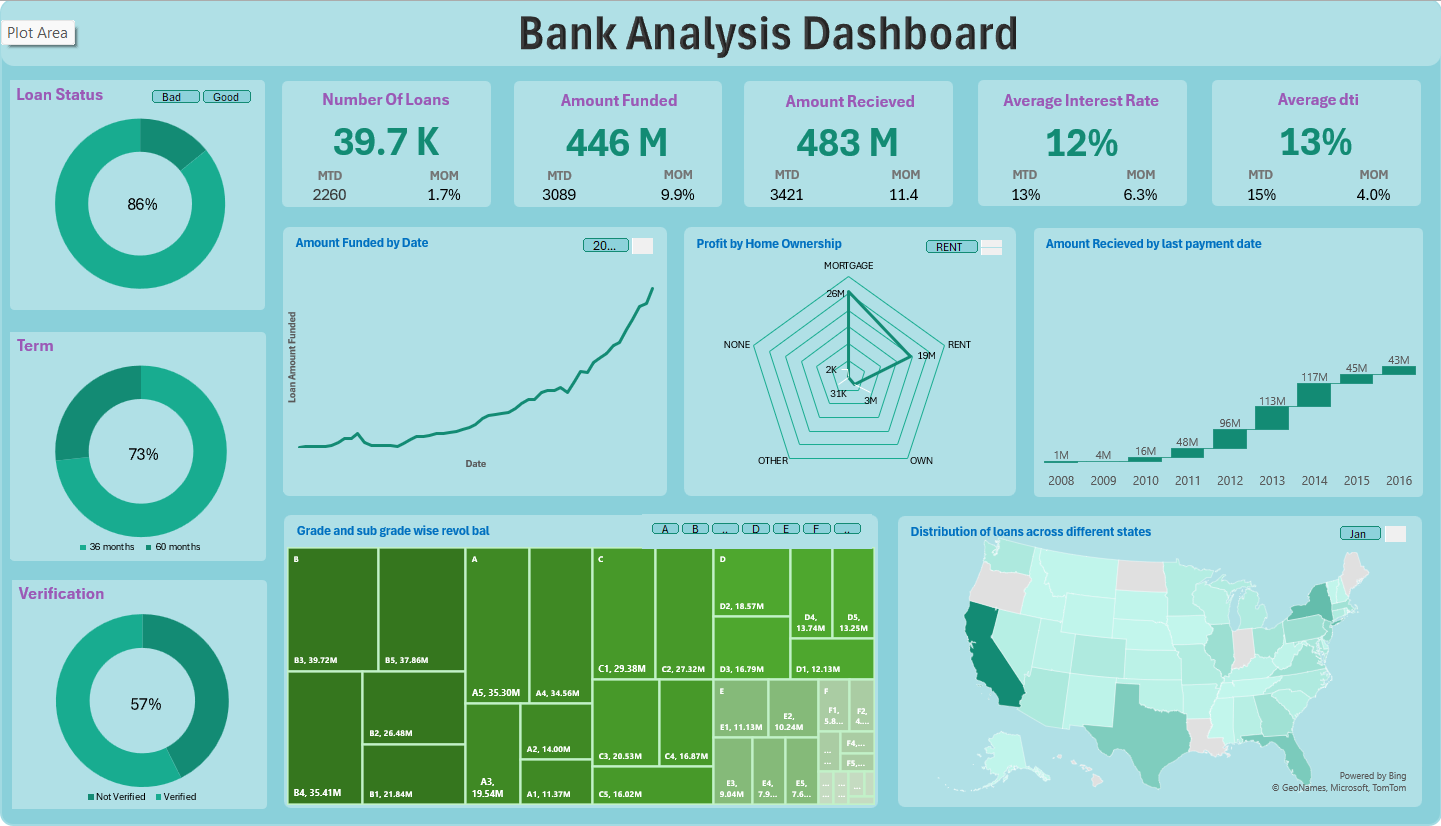 Plot Area
Bank Analysis Dashboard
Loan Status
Bad
Good
86%
Number Of Loans
39.7 K
MTD
MOM
2260
1.7%
Amount Funded
446 M
MTD
MOM
3089
9.9%
Amount Recieved
483 M
MTD
MOM
3421
11.4
Average Interest Rate
12%
MTD
MOM
13%
6.3%
Average dti
13%
MTD
MOM
15%
4.0%
Term
73%
36 months
60 months
Verification
57%
Not Verified
Verified
Amount Funded by Date
20...
Loan Amount Funded
Date
Profit by Home Ownership
RENT
MORTGAGE
26M
NONE
RENT
19M
2K
31K
3M
OTHER
OWN
Amount Recieved by last payment date
1M
4M
16M
48M
96M
113M
117M
45M
43M
2008
2009
2010
2011
2012
2013
2014
2015
2016
Grade and sub grade wise revol bal
A
B
..
D
E
F
..
B
B3, 39.72M
B5, 37.86M
B4, 35.41M
B2, 26.48M
B1, 21.84M
A
A5, 35.30M
A4, 34.56M
A3,
19.54M
A2, 14.00M
A1, 11.37M
C
C1, 29.38M
C2, 27.32M
C3, 20.53M
C4, 16.87M
C5, 16.02M
D
D2, 18.57M
D4,
13.74M
D5,
13.25M
D3, 16.79M
D1, 12.13M
E
E1, 11.13M
E2,
10.24M
E3,
9.04M
E4,
7.9...
E5,
7.6...
F
F1,
5.8...
F2,
4....
F4,...
F5,...
...
...
...
...
...
...
...
Distribution of loans across different states
Jan
Powered by Bing
© GeoNames, Microsoft, TomTom